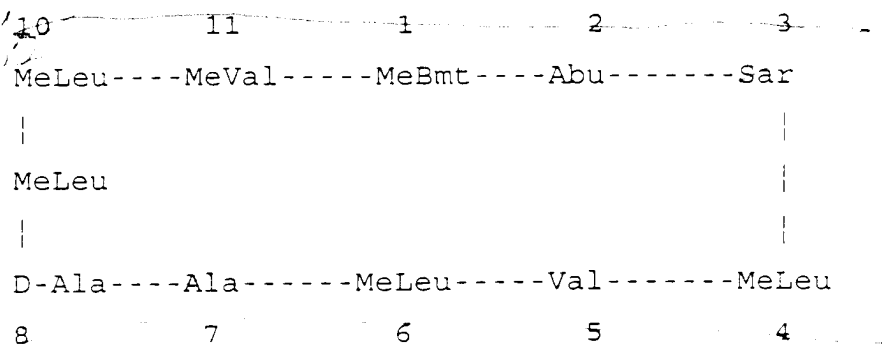 10 11 1 2 3
MeLeu----MeVal-----MeBmt----Abu-------Sar
| |
MeLeu |
| |
D-Ala----Ala------MeLeu-----Val-------MeLeu
8 7 6 5 4